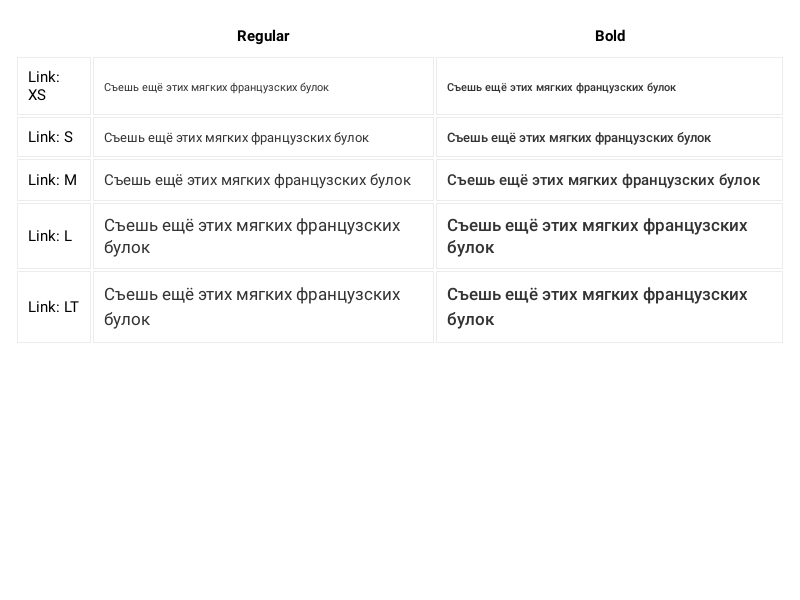 Regular Bold
Link:
XS
Съешь ещё этих мягких французских булок Съешь ещё этих мягких французских булок
Link: S Съешь ещё этих мягких французских булок Съешь ещё этих мягких французских булок
Link: M Съешь ещё этих мягких французских булок Съешь ещё этих мягких французских булок
Link: L
Съешь ещё этих мягких французских
булок
Съешь ещё этих мягких французских
булок
Link: LT
Съешь ещё этих мягких французских
булок
Съешь ещё этих мягких французских
булок